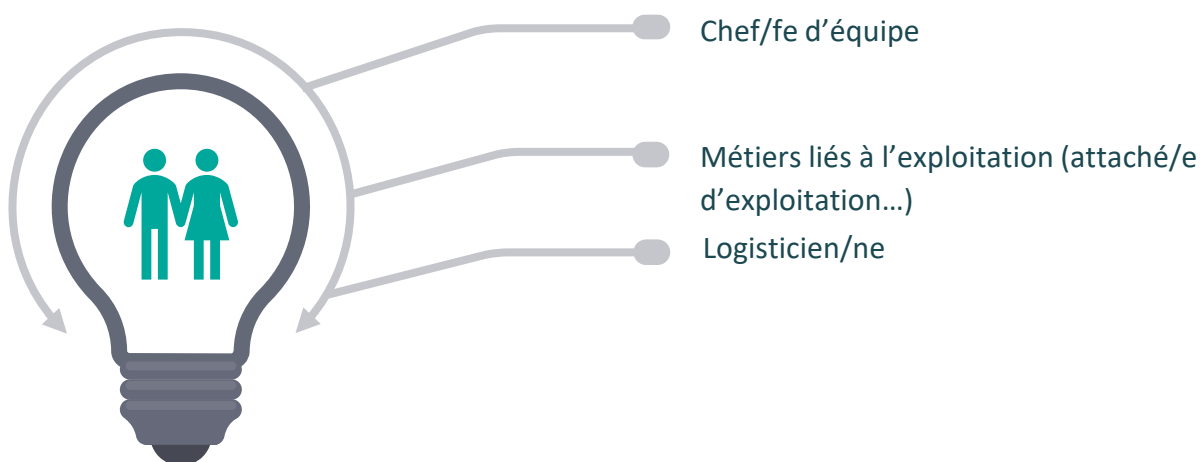 Chef/fe d’équipe
Métiers liés à l’exploitation (attaché/e
d’exploitation…)
Logisticien/ne